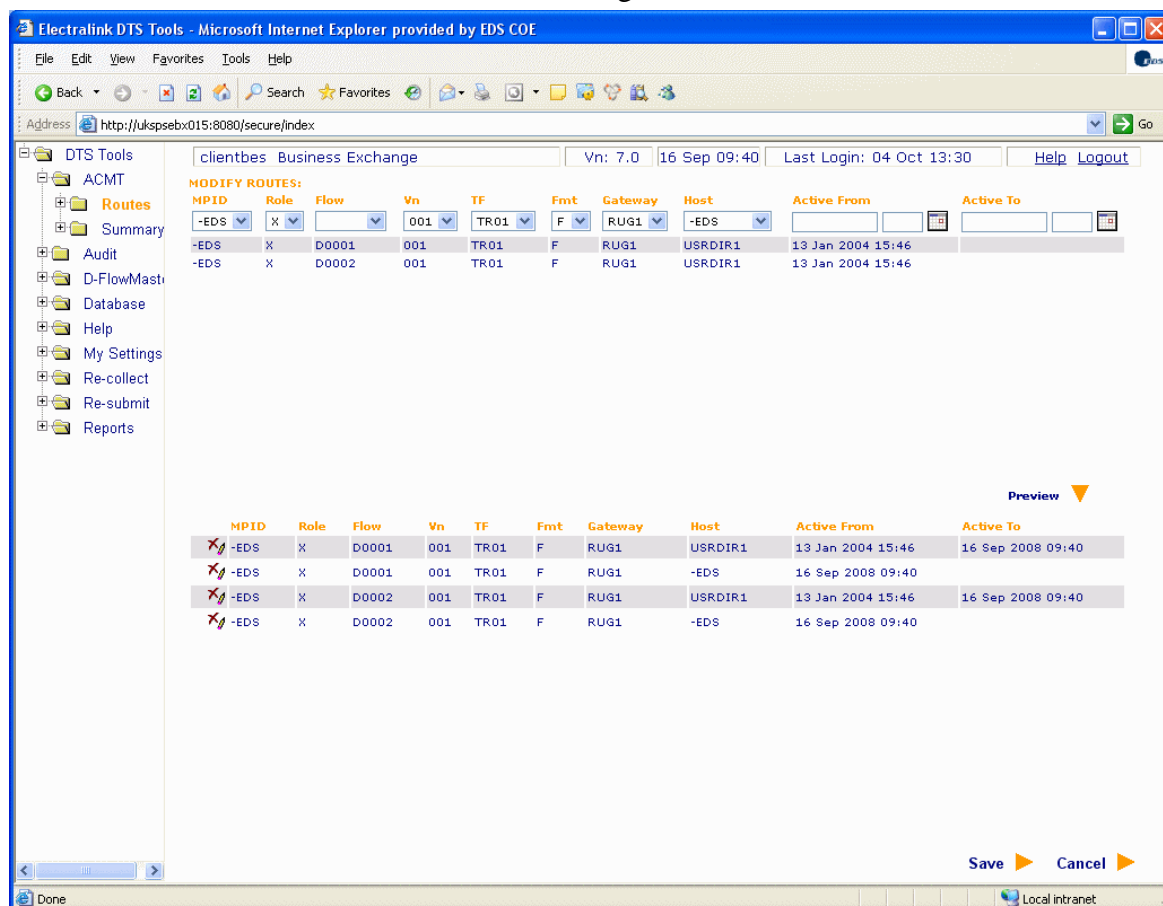 Electralink DTS Tools - Microsoft Internet Explorer provided by EDS COE
File Edit View Favorites Tools Help
Back Search Favorites
Address http://ukspsebx015:8080/secure/index Go
DTS Tools
ACMT
Routes
Summary
Audit
D-FlowMast
Database
Help
My Settings
Re-collect
Re-submit
Reports
clientbes Business Exchange Vn: 7.0 16 Sep 09:40 Last Login: 04 Oct 13:30 Help Logout
MODIFY ROUTES:
MPID Role Flow Vn TF Fmt Gateway Host Active From Active To
-EDS X 001 TR01 F RUG1 -EDS
-EDS X D0001 001 TR01 F RUG1 USRDIR1 13 Jan 2004 15:46
-EDS X D0002 001 TR01 F RUG1 USRDIR1 13 Jan 2004 15:46
Preview
MPID Role Flow Vn TF Fmt Gateway Host Active From Active To
-EDS X D0001 001 TR01 F RUG1 USRDIR1 13 Jan 2004 15:46 16 Sep 2008 09:40
-EDS X D0001 001 TR01 F RUG1 -EDS 16 Sep 2008 09:40
-EDS X D0002 001 TR01 F RUG1 USRDIR1 13 Jan 2004 15:46 16 Sep 2008 09:40
-EDS X D0002 001 TR01 F RUG1 -EDS 16 Sep 2008 09:40
Save Cancel
Done Local intranet